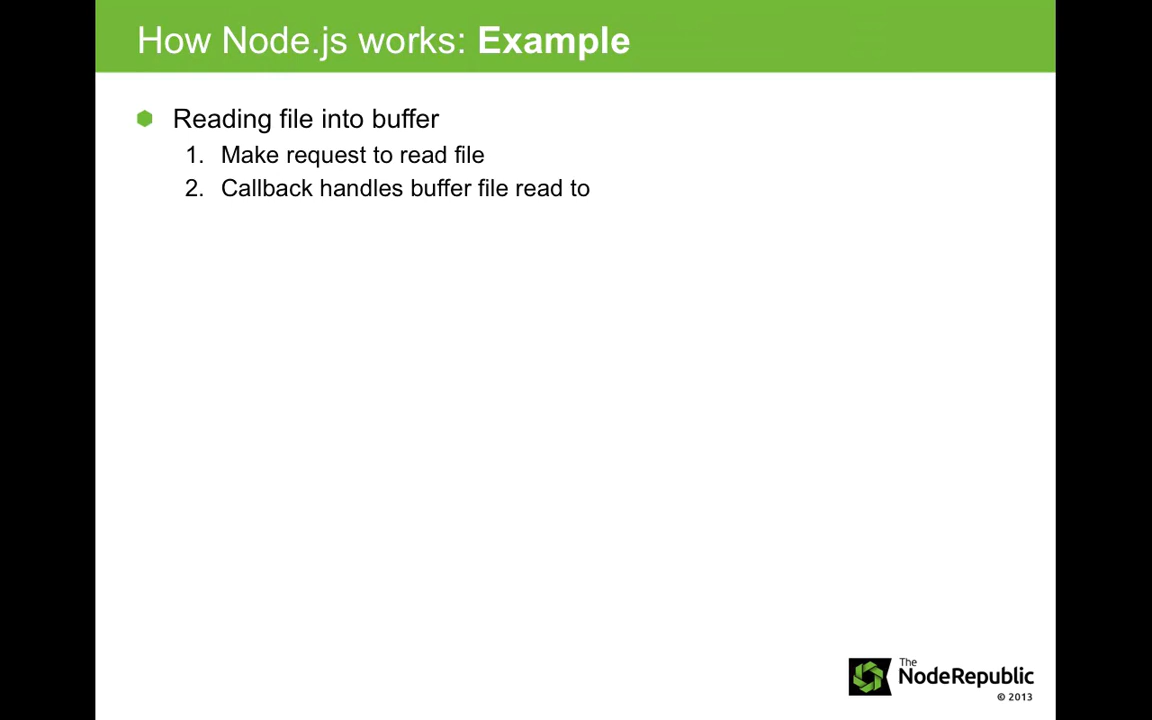 How Node.js works: Example
Reading file into buffer
1. Make request to read file
2. Callback handles buffer file read to
The
NodeRepublic
© 2013